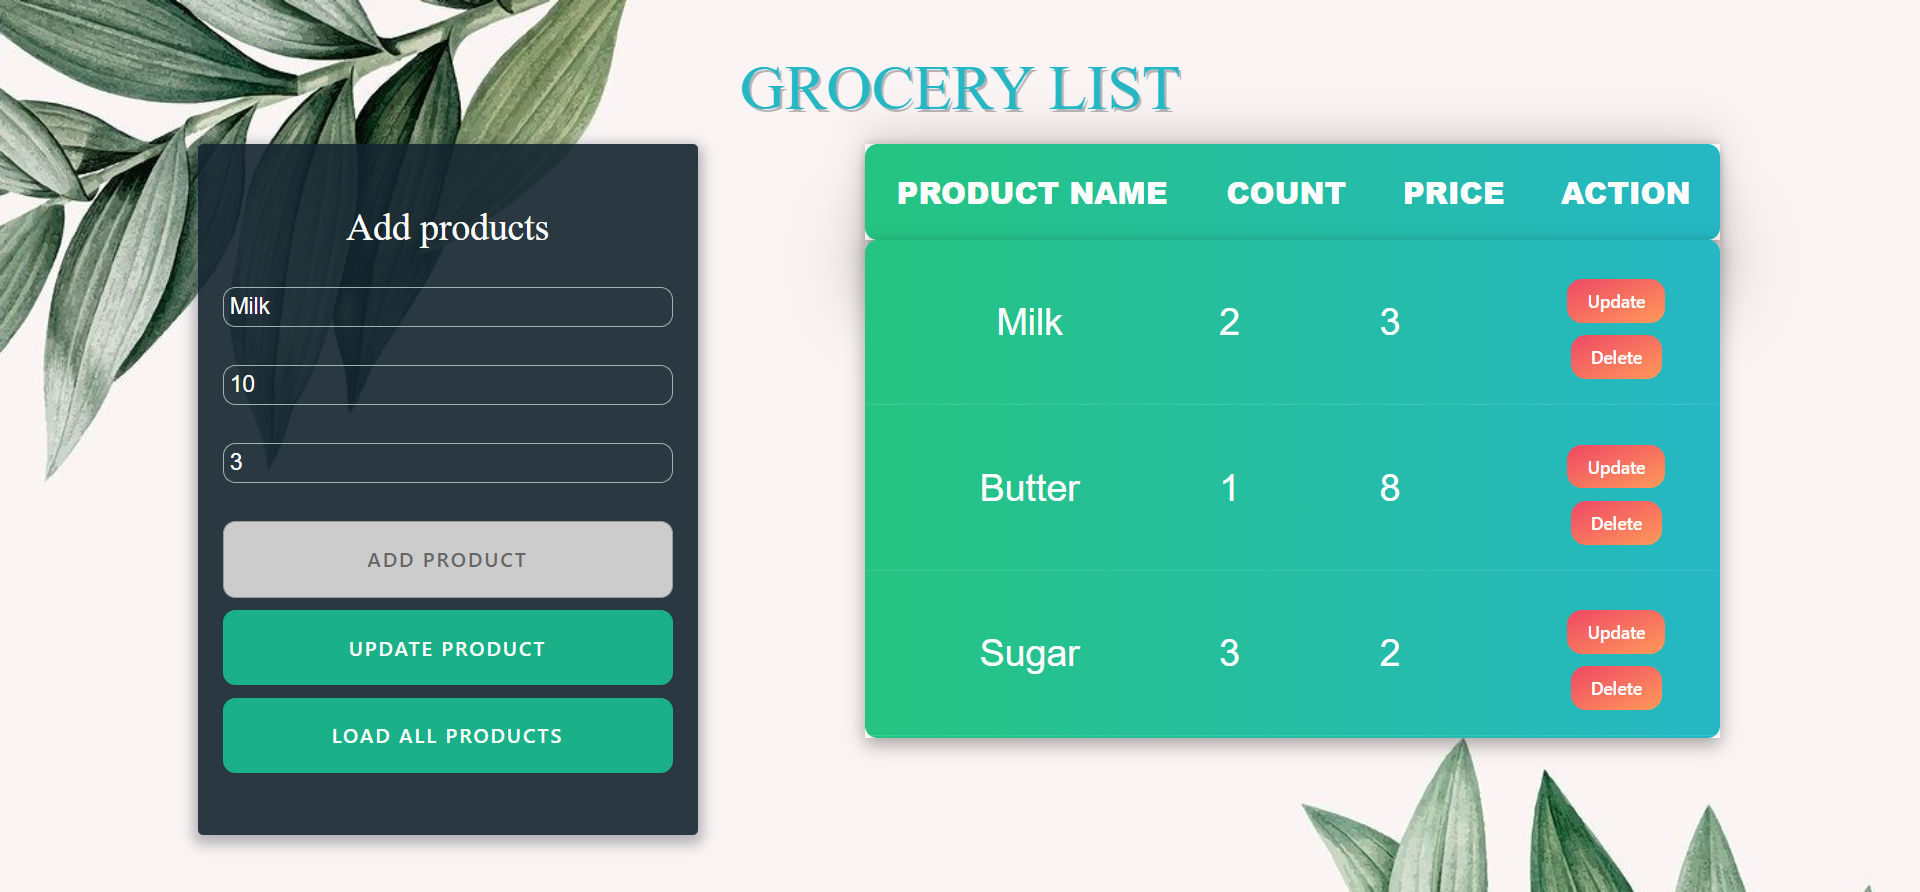 GROCERY LIST
Add products
Milk
10
3
ADD PRODUCT
UPDATE PRODUCT
LOAD ALL PRODUCTS
PRODUCT NAME COUNT PRICE ACTION
Milk 2 3
Update
Delete
Butter 1 8
Update
Delete
Sugar 3 2
Update
Delete